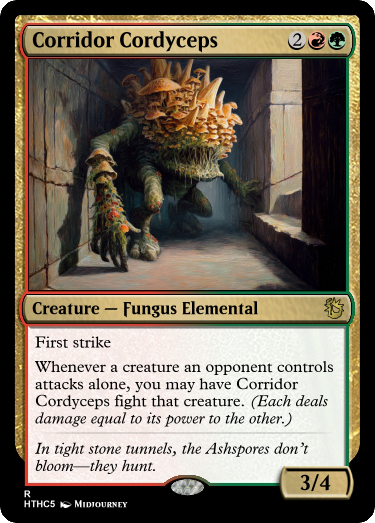 Corridor Cordyceps 2
Creature — Fungus Elemental
First strike
Whenever a creature an opponent controls
attacks alone, you may have Corridor
Cordyceps fight that creature. (Each deals
damage equal to its power to the other.)
In tight stone tunnels, the Ashspores don't
bloom—they hunt.
3/4
R
HTHC5 Midjourney